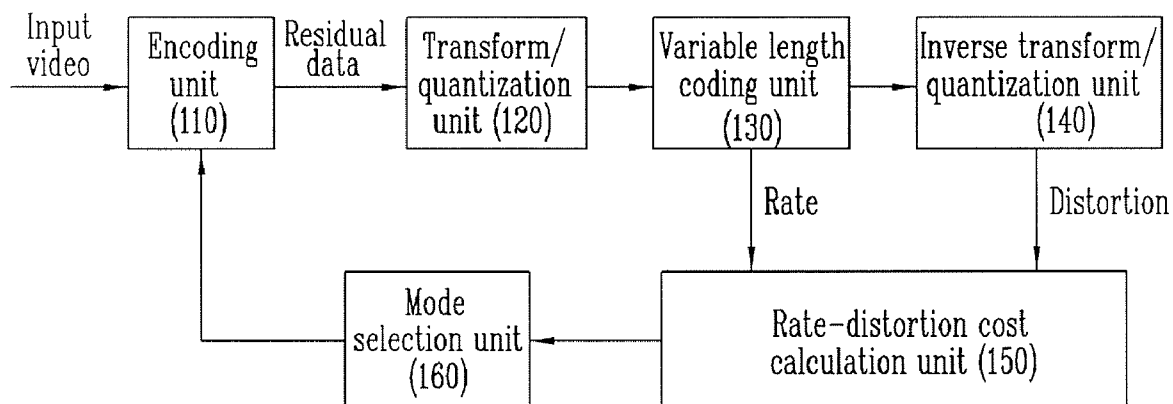 Input
video
Encoding
unit
(110)
Residual
data
Transform/
quantization
unit (120)
Variable length
coding unit
(130)
Inverse transform/
quantization unit
(140)
Rate
Distortion
Mode
selection unit
(160)
Rate-distortion cost
calculation unit (150)